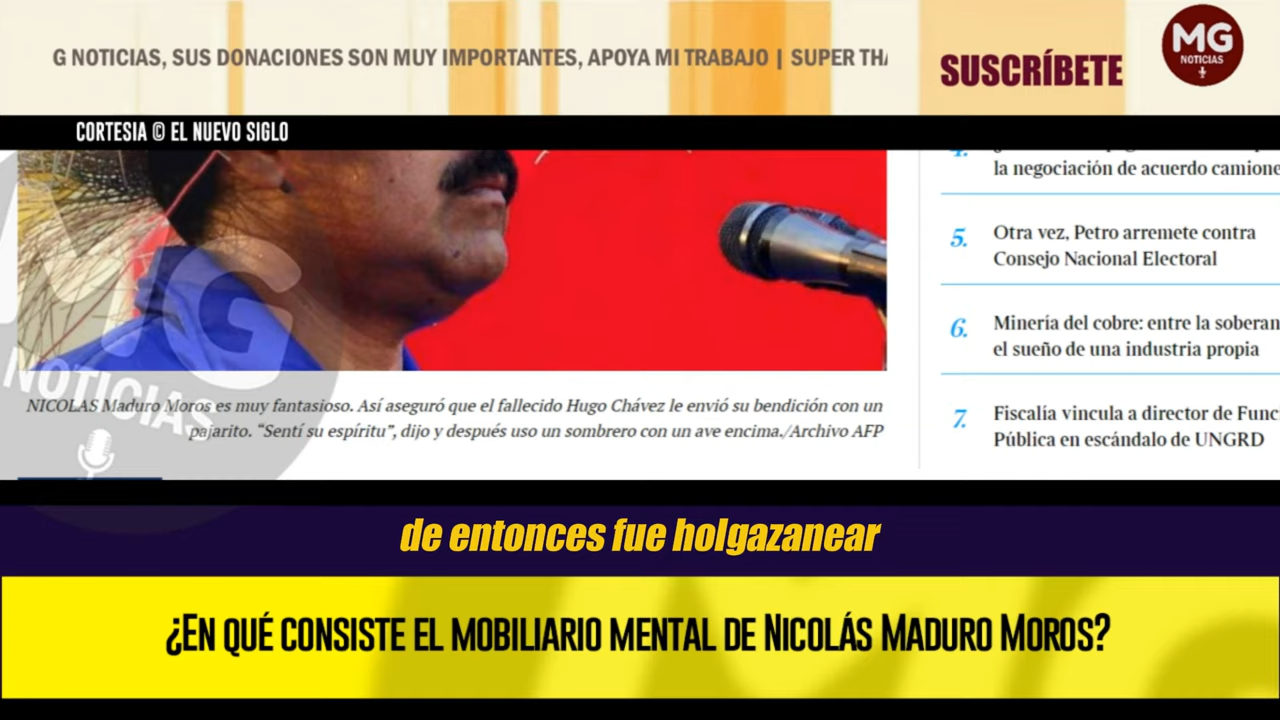 G NOTICIAS, SUS DONACIONES SON MUY IMPORTANTES, APOYA MI TRABAJO | SUPER
SUSCRÍBETE
MG
NOTICIAS
CORTESIA © EL NUEVO SIGLO
4.
la negociación de acuerdo camione
5. Otra vez, Petro arremete contra
Consejo Nacional Electoral
6. Minería del cobre: entre la soberan
el sueño de una industria propia
7. Fiscalía vincula a director de Func
Pública en escándalo de UNGRD
MG
NOTICIAS
NICOLAS Maduro Moros es muy fantasioso. Así aseguró que el fallecido Hugo Chávez le envió su bendición con un
pajarito. “Sentí su espíritu”, dijo y después uso un sombrero con un ave encima./Archivo AFP
de entonces fue holgazanear
¿EN QUÉ CONSISTE EL MOBILIARIO MENTAL DE NICOLÁS MADURO MOROS?